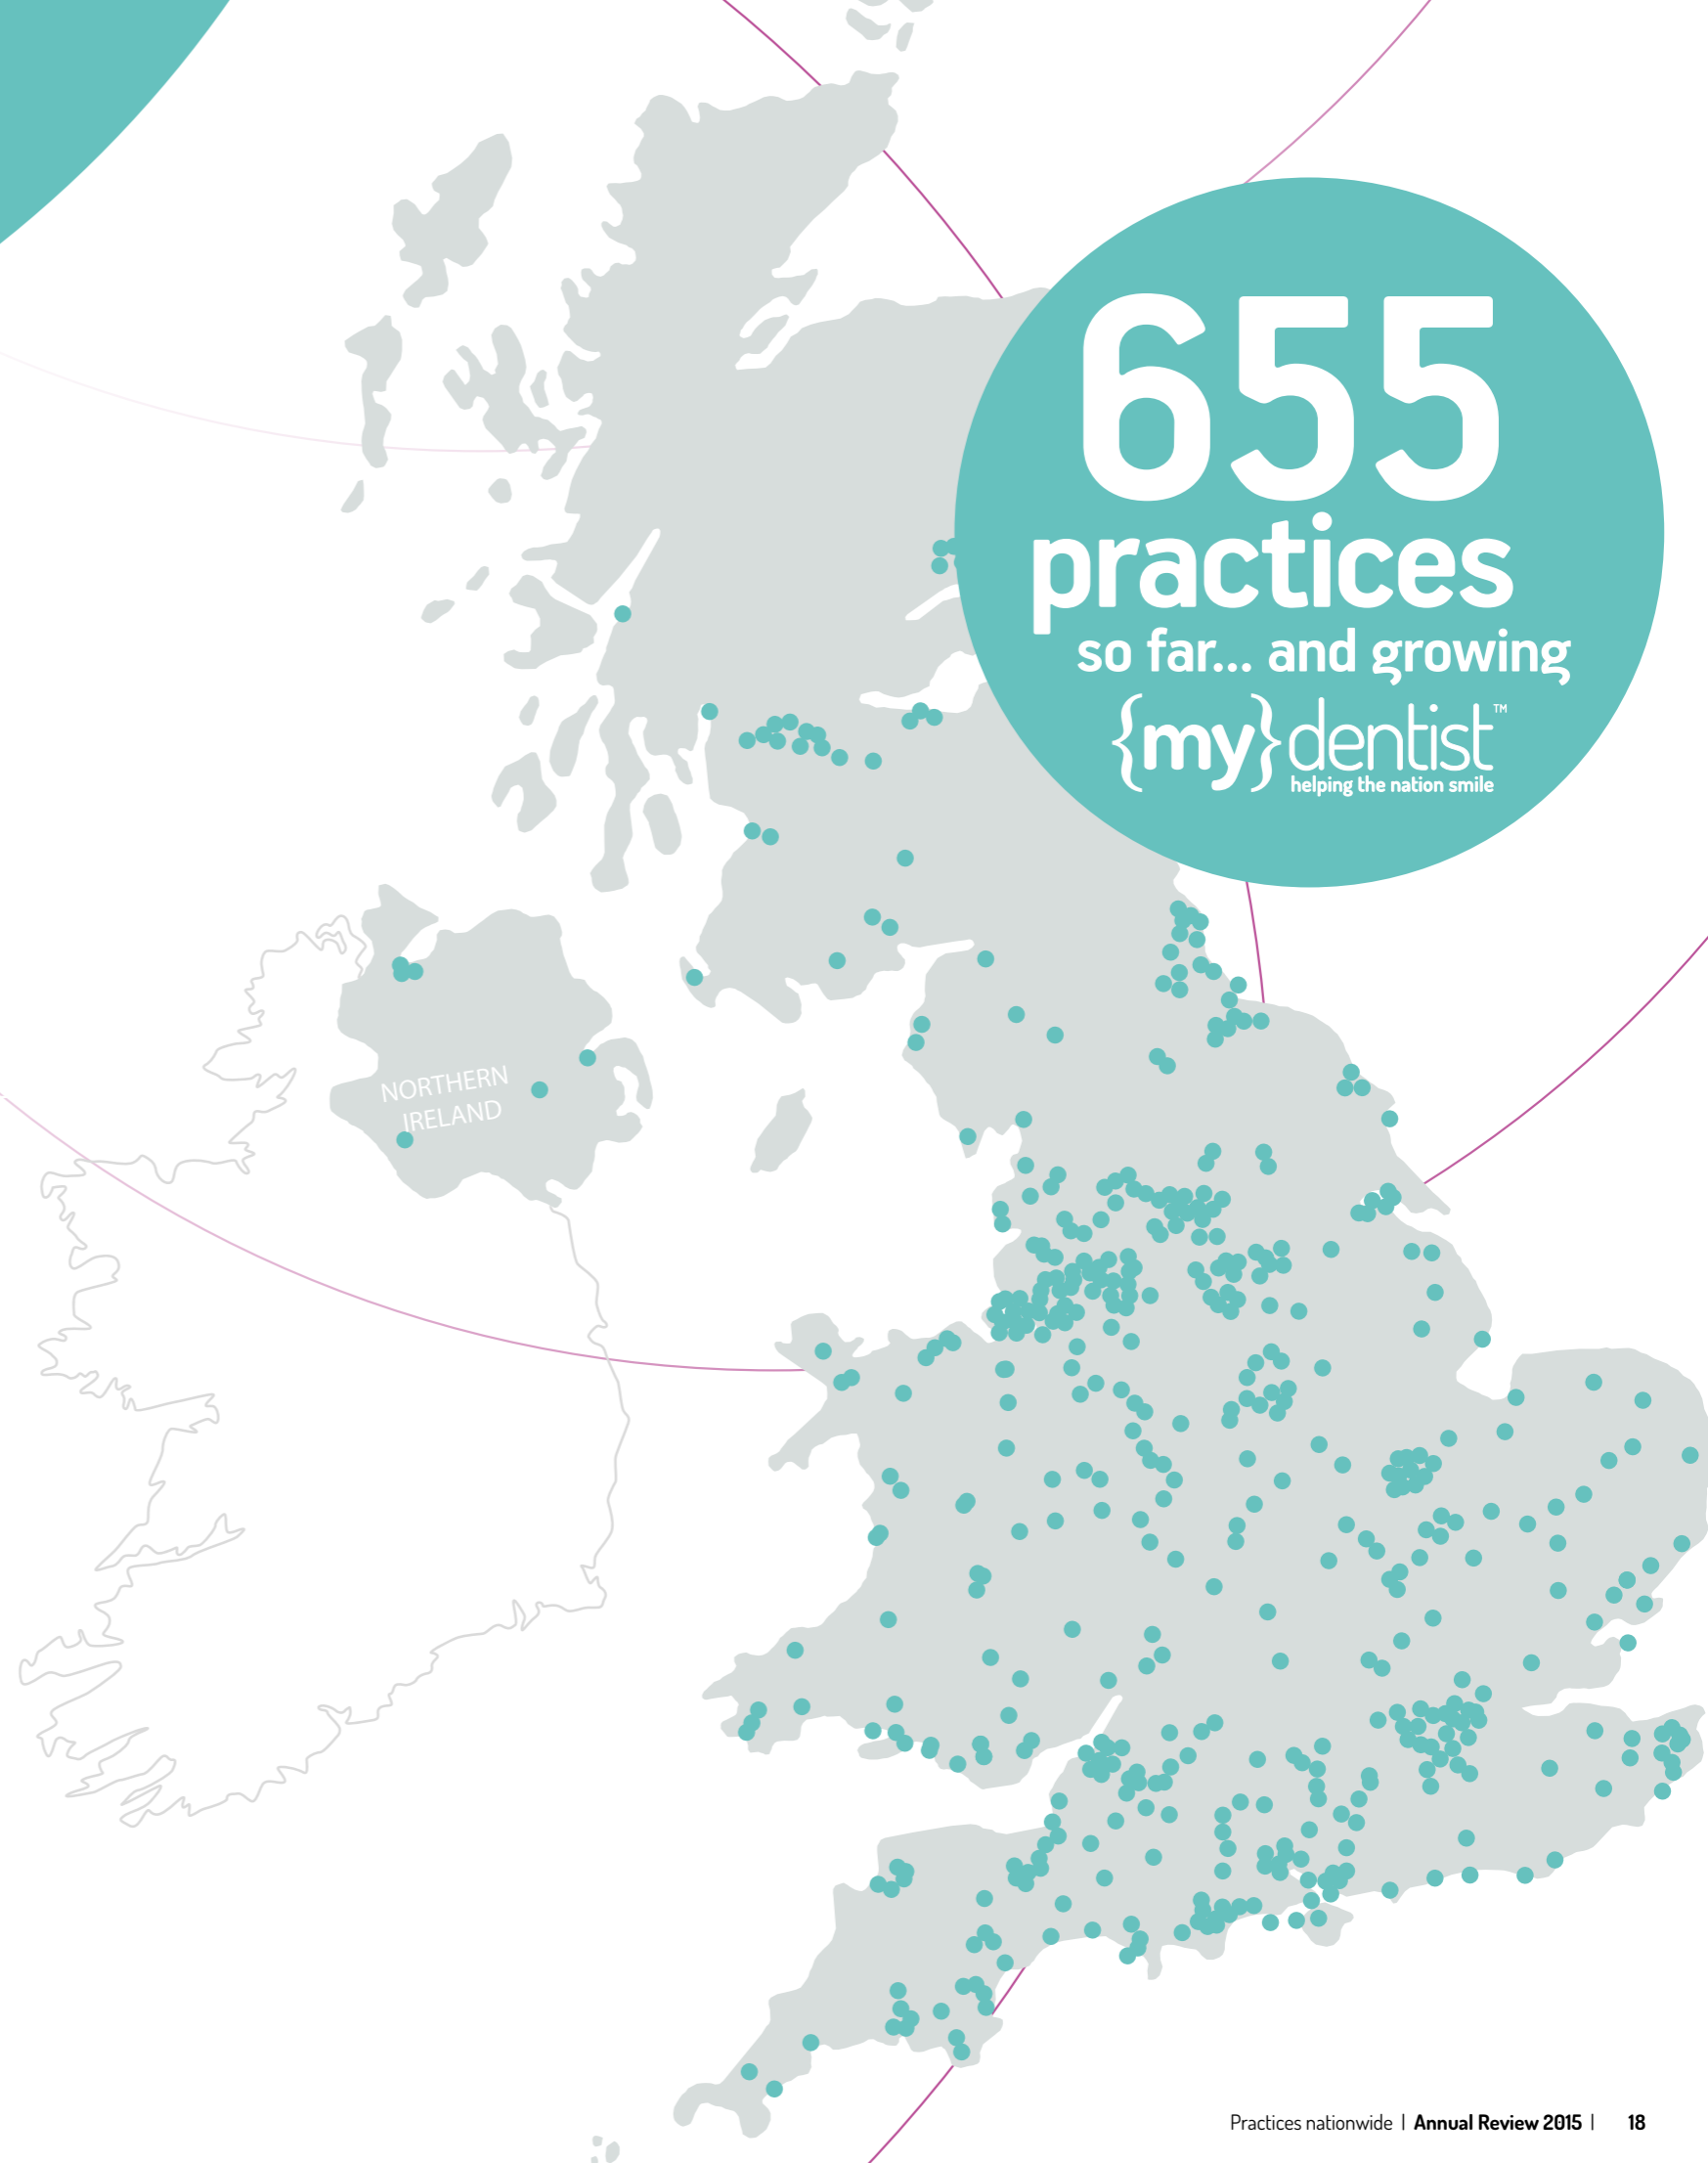 655
practices
so far... and growing
{my}dentist™
helping the nation smile
NORTHERN
IRELAND
Practices nationwide | Annual Review 2015 | 18